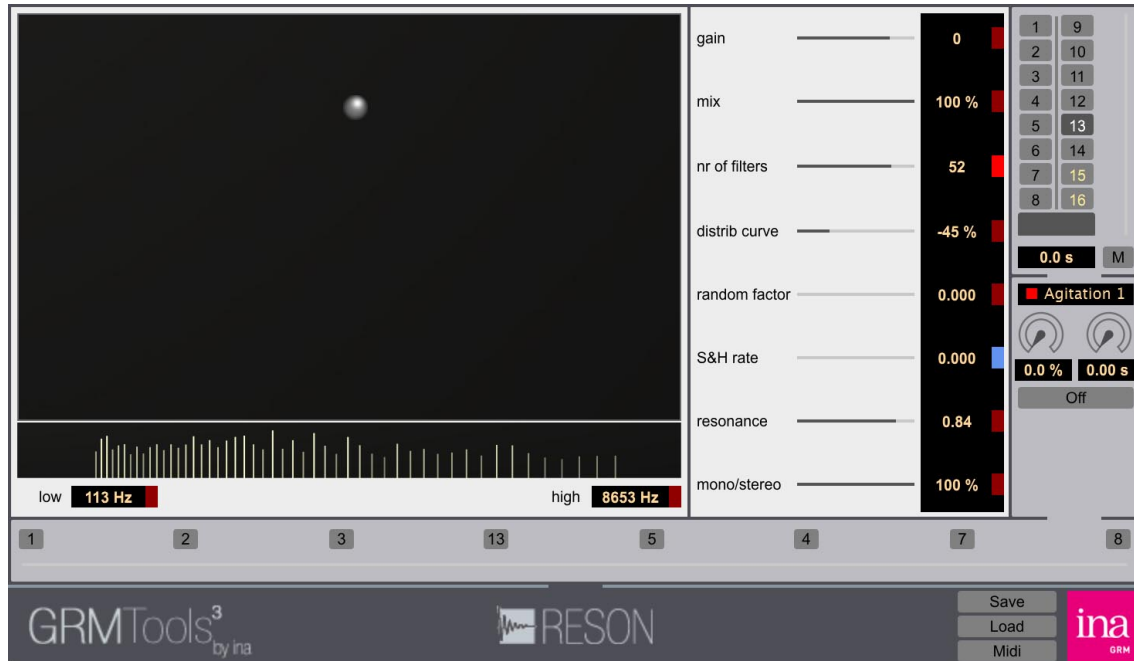 gain 0
mix 100 %
nr of filters 52
distrib curve -45 %
random factor 0.000
S&H rate 0.000
resonance 0.84
mono/stereo 100 %
low 113 Hz
high 8653 Hz
1 9
2 10
3 11
4 12
5 13
6 14
7 15
8 16
0.0 s M
Agitation 1
0.0 % 0.00 s
Off
1 2 3 13 5 4 7 8
GRMTools3
by ina
RESON
Save
Load
Midi
ina
GRM